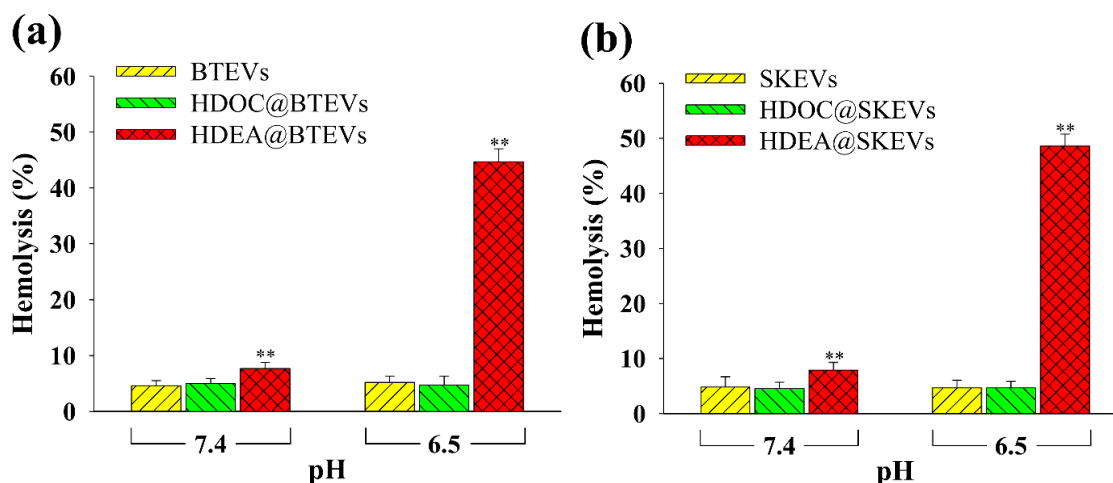 (a)
BTEVs
HDOC@BTEVs
HDEA@BTEVs
Hemolysis (%)
60
50
40
30
20
10
0
**
**
7.4
6.5
pH
(b)
SKEVs
HDOC@SKEVs
HDEA@SKEVs
Hemolysis (%)
60
50
40
30
20
10
0
**
**
7.4
6.5
pH